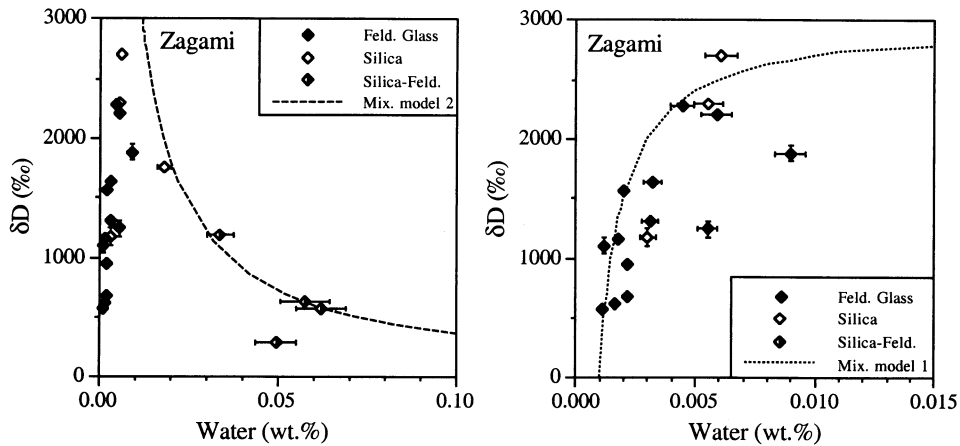 Zagami
Feld. Glass
Silica
Silica-Feld.
Mix. model 2
3000
2000
1000
0
δD (‰)
0.00
0.05
0.10
Water (wt.%)
Zagami
Feld. Glass
Silica
Silica-Feld.
Mix. model 1
3000
2000
1000
0
δD (‰)
0.000
0.005
0.010
0.015
Water (wt.%)